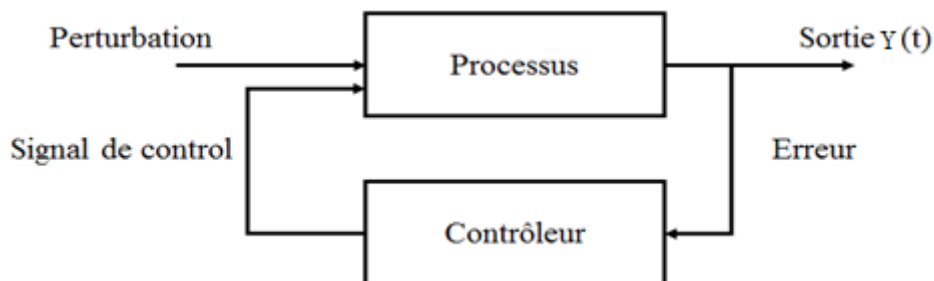 Perturbation
Processus
Sortie Y (t)
Signal de control
Erreur
Contrôleur